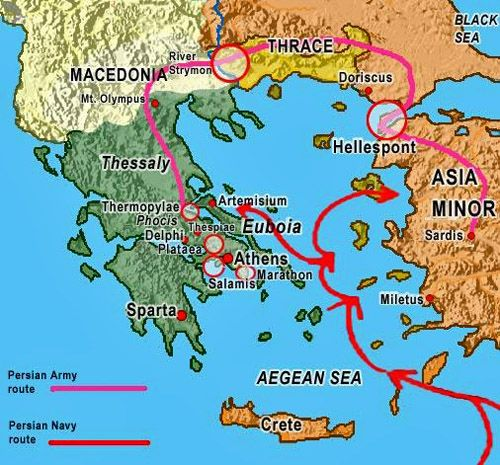 BLACK
SEA
THRACE
River
Strymon
MACEDONIA
Doriscus
Mt. Olympus
Hellespont
Thessaly
ASIA
MINOR
Thermopylae
Artemisium
Phocis
Thespiae
Euboia
Delphi
Plataea
Sardis
Athens
Marathon
Salamis
Miletus
Sparta
Persian Army
route
AEGEAN SEA
Persian Navy
route
Crete